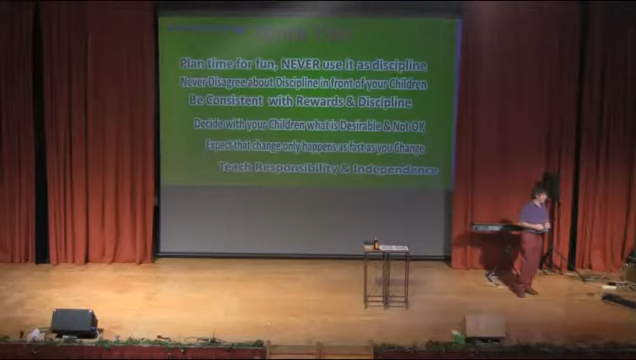 Plan time for fun, NEVER use it as discipline
Never Disagree about Discipline in front of your Children
Be Consistent with Rewards & Discipline
Decide with your Children what is Desirable & Not OK
Expect that change only happens as fast as you Change
Teach Responsibility & Independence